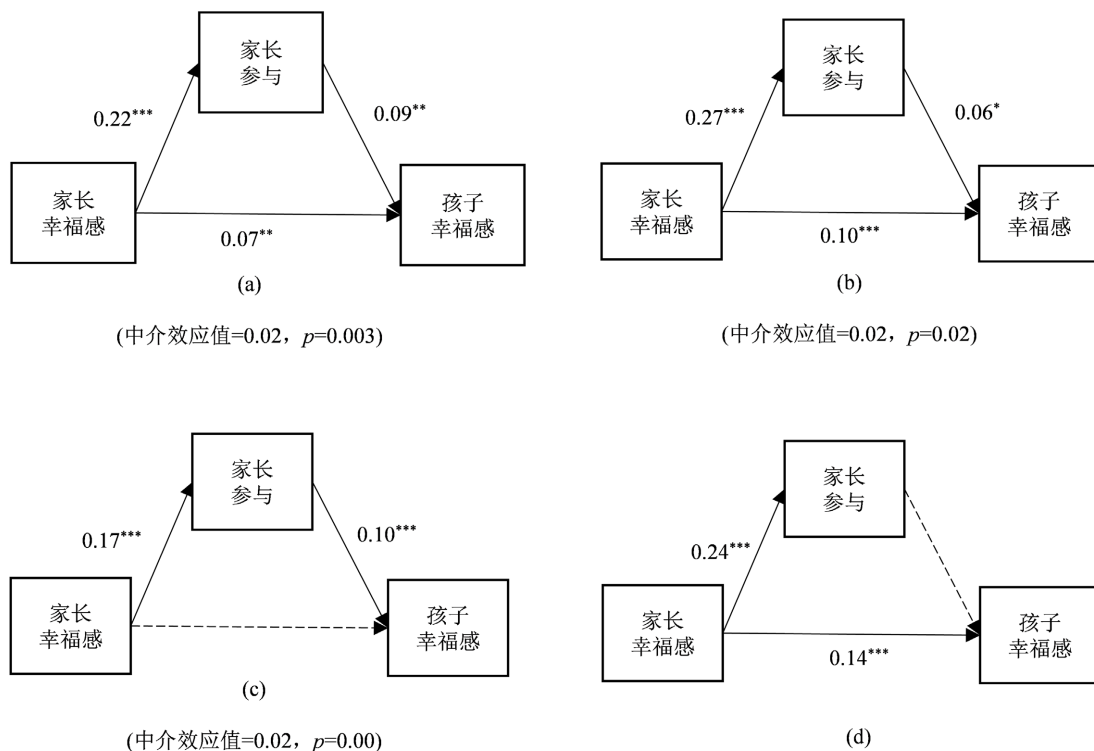 家长
参与
0.22***
0.09**
家长
幸福感
孩子
幸福感
0.07**
(a)
(中介效应值=0.02，p=0.003)
家长
参与
0.27***
0.06*
家长
幸福感
孩子
幸福感
0.10***
(b)
(中介效应值=0.02，p=0.02)
家长
参与
0.17***
0.10***
家长
幸福感
孩子
幸福感
(c)
(中介效应值=0.02，p=0.00)
家长
参与
0.24***
家长
幸福感
孩子
幸福感
0.14***
(d)